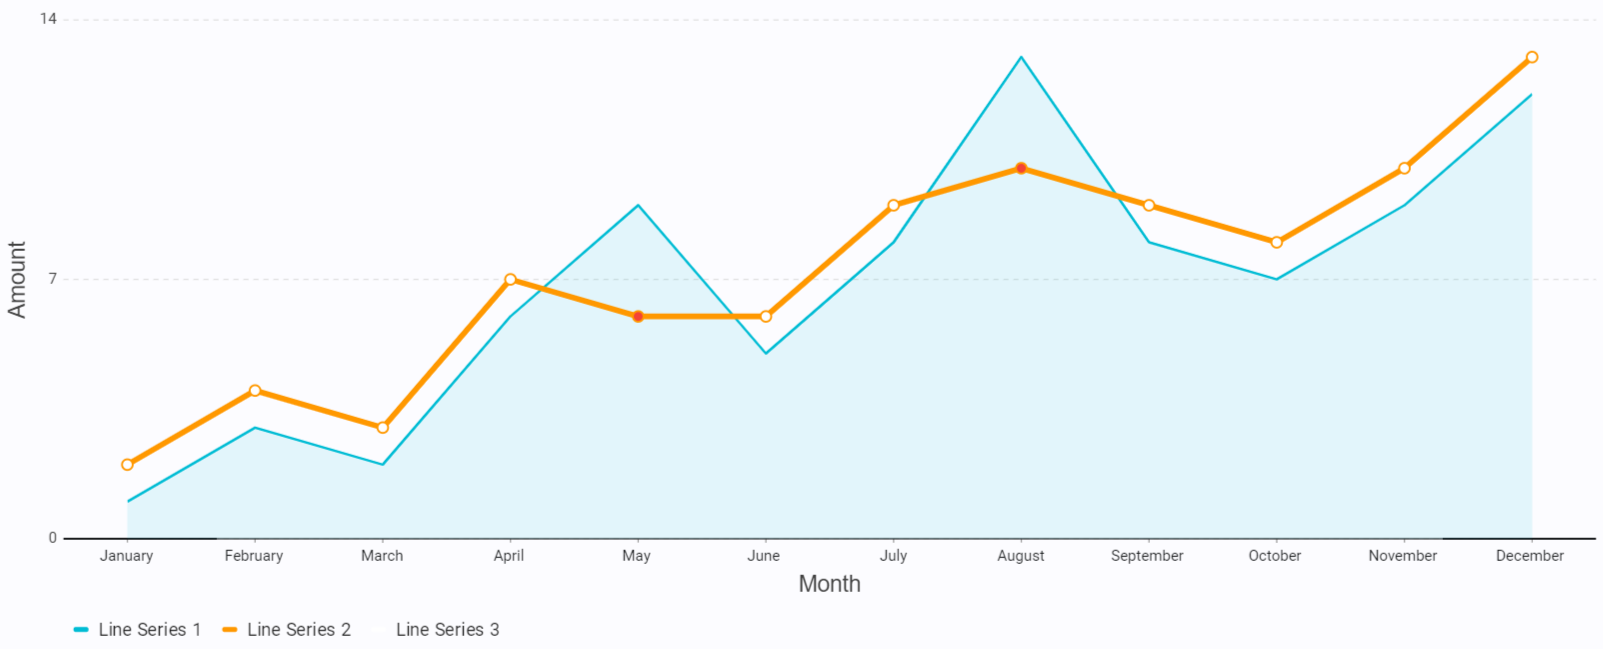 14
Amount
7
0
January February March April May June July August September October November December
Month
Line Series 1 Line Series 2 Line Series 3